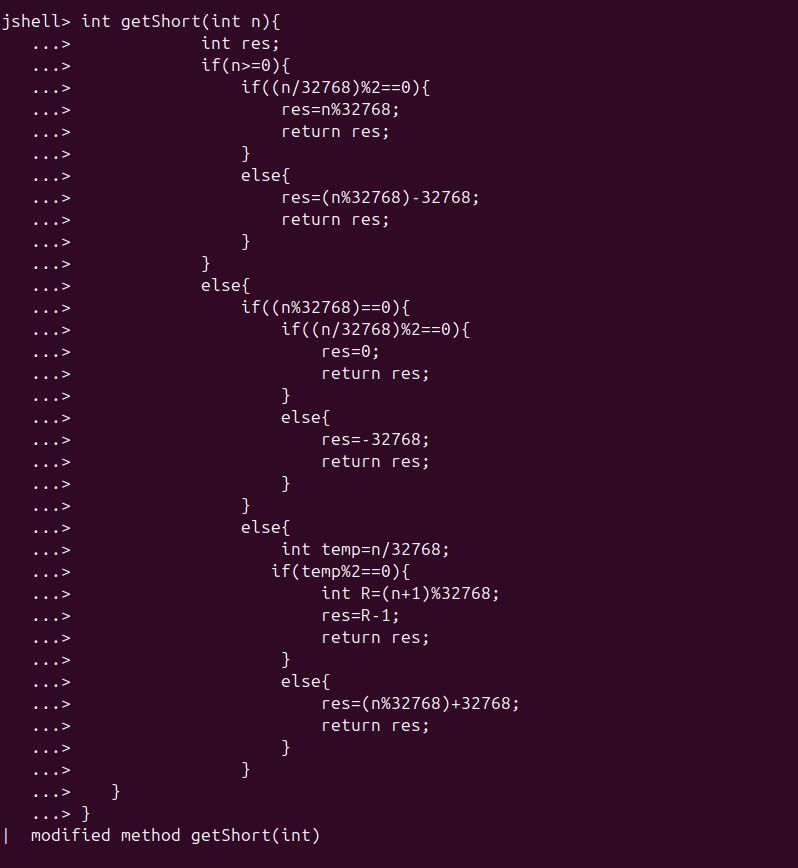 jshell> int getShort(int n){
   ...>             int res;
   ...>             if(n>=0){
   ...>                 if((n/32768)%2==0){
   ...>                     res=n%32768;
   ...>                     return res;
   ...>                 }
   ...>                 else{
   ...>                     res=(n%32768)-32768;
   ...>                     return res;
   ...>                 }
   ...>             }
   ...>             else{
   ...>                 if((n%32768)==0){
   ...>                     if((n/32768)%2==0){
   ...>                         res=0;
   ...>                         return res;
   ...>                     }
   ...>                     else{
   ...>                         res=-32768;
   ...>                         return res;
   ...>                     }
   ...>                 }
   ...>                 else{
   ...>                     int temp=n/32768;
   ...>                    if(temp%2==0){
   ...>                         int R=(n+1)%32768;
   ...>                         res=R-1;
   ...>                         return res;
   ...>                     }
   ...>                     else{
   ...>                         res=(n%32768)+32768;
   ...>                         return res;
   ...>                     }
   ...>                 }
   ...>    }
   ...> }
|  modified method getShort(int)